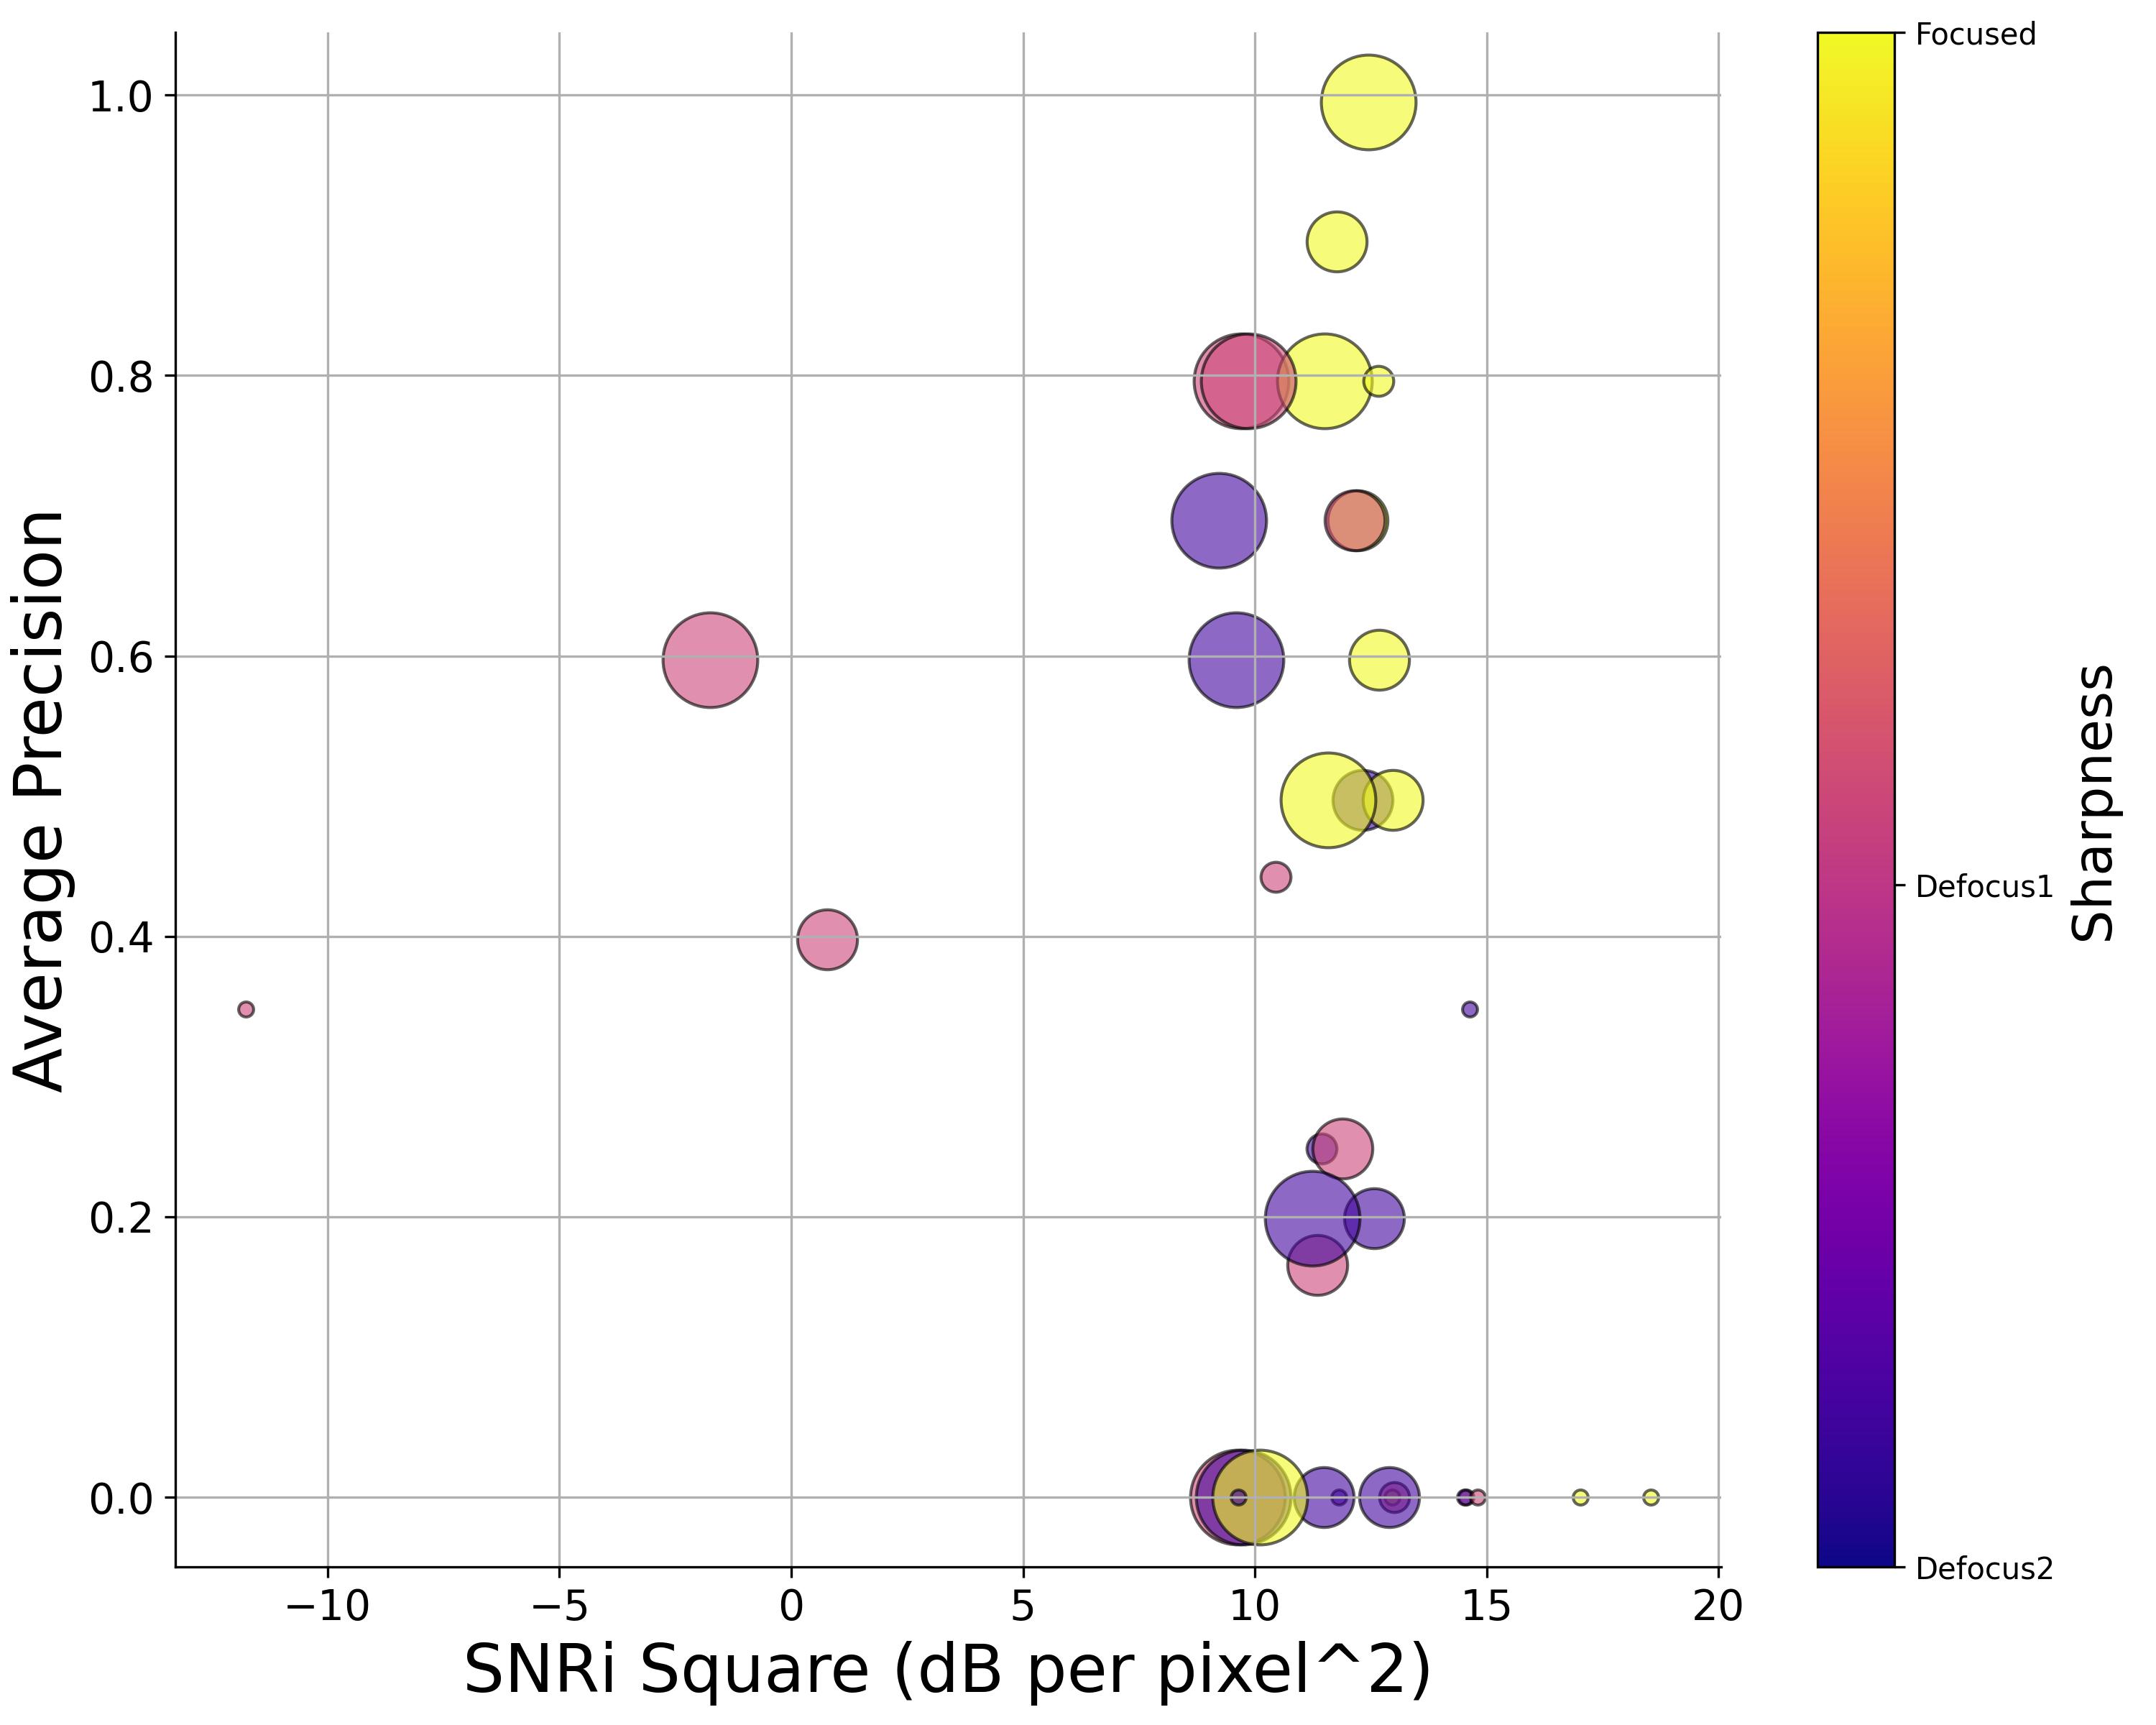 Average Precision
1.0
0.8
0.6
0.4
0.2
0.0
−10
−5
0
5
10
15
20
SNRi Square (dB per pixel^2)
Focused
Defocus1
Defocus2
Sharpness